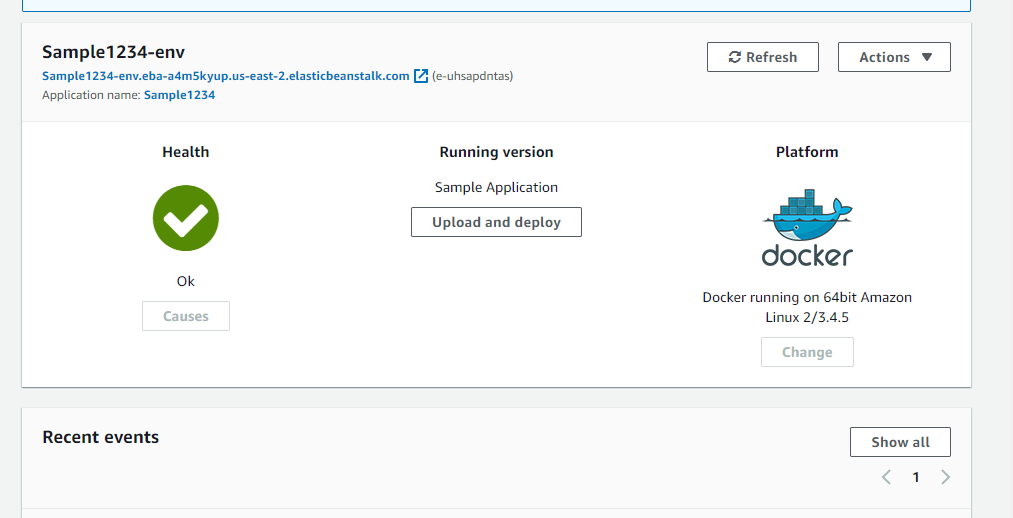 Sample1234-env
Refresh
Actions
Sample1234-env.eba-a4m5kyup.us-east-2.elasticbeanstalk.com (e-uhsapdntas)
Application name: Sample1234
Health
Running version
Platform
Sample Application
Upload and deploy
docker
Ok
Docker running on 64bit Amazon
Linux 2/3.4.5
Causes
Change
Recent events
Show all
1